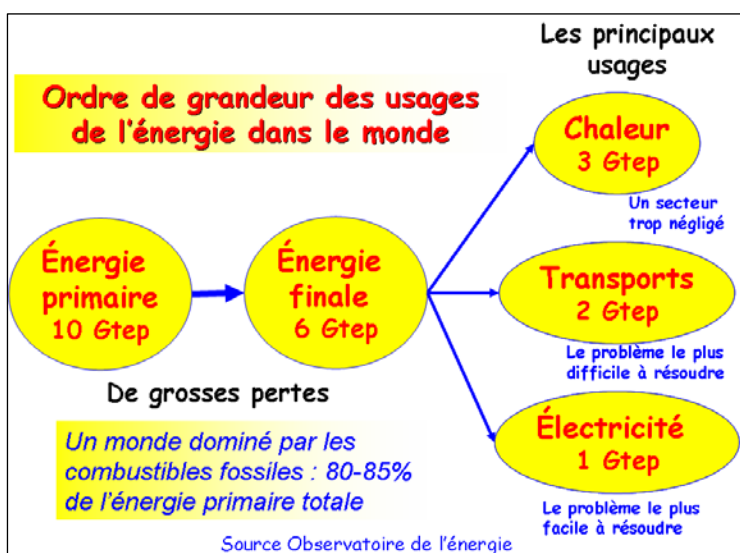 Les principaux
usages
Ordre de grandeur des usages
de l'énergie dans le monde
Chaleur
3 Gtep
Un secteur
trop négligé
Énergie
primaire
10 Gtep
Énergie
finale
6 Gtep
Transports
2 Gtep
Le problème le plus
difficile à résoudre
De grosses pertes
Un monde dominé par les
combustibles fossiles : 80-85%
de l'énergie primaire totale
Électricité
1 Gtep
Le problème le plus
facile à résoudre
Source Observatoire de l'énergie